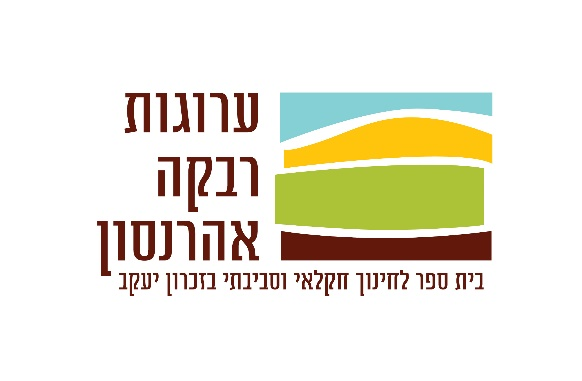 ערוגות
רבקה
אהרנסון
בית ספר לחינוך חקלאי וסביבתי בזכרון יעקב